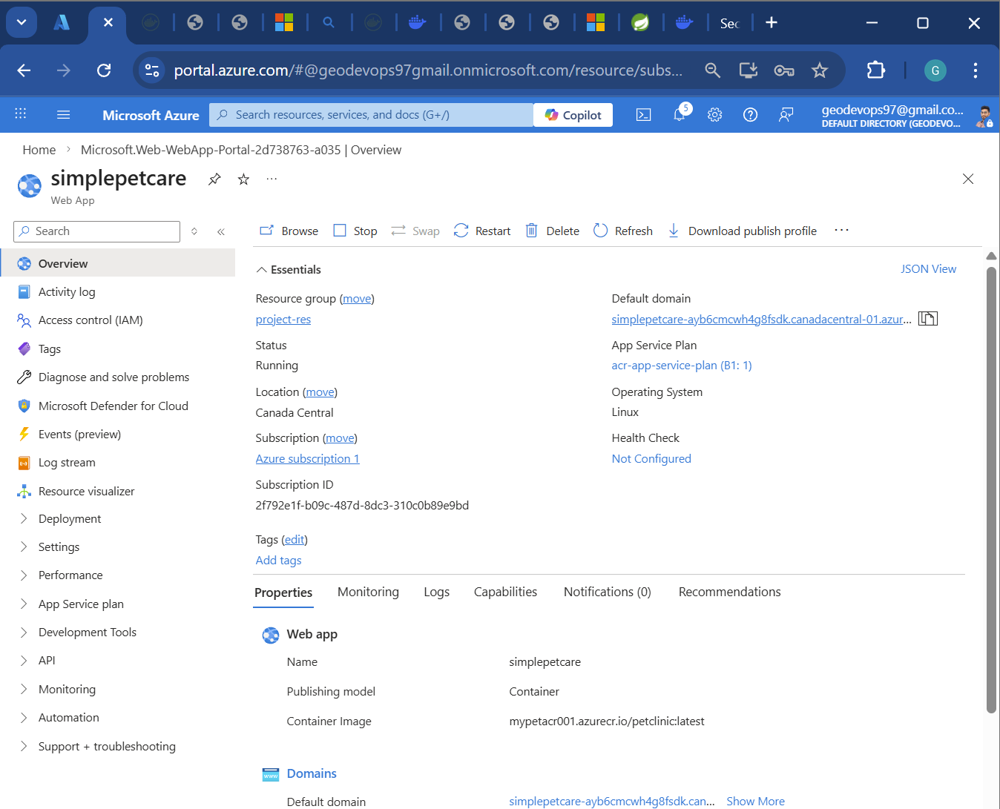 Sec
portal.azure.com/#@geodevops97gmail.onmicrosoft.com/resource/subs...
G
Microsoft Azure
Search resources, services, and docs (G+/)
Copilot
5
geodevops97@gmail.co...
DEFAULT DIRECTORY (GEODEVO...
Home > Microsoft.Web-WebApp-Portal-2d738763-a035 | Overview
simplepetcare
...
Web App
Search
Browse
Stop
Swap
Restart
Delete
Refresh
Download publish profile
...
Overview
Activity log
Access control (IAM)
Tags
Diagnose and solve problems
Microsoft Defender for Cloud
Events (preview)
Log stream
Resource visualizer
Deployment
Settings
Performance
App Service plan
Development Tools
API
Monitoring
Automation
Support + troubleshooting
Essentials
JSON View
Resource group (move)
project-res
Status
Running
Location (move)
Canada Central
Subscription (move)
Azure subscription 1
Subscription ID
2f792e1f-b09c-487d-8dc3-310c0b89e9bd
Default domain
simplepetcare-ayb6cmcwh4g8fsdk.canadacentral-01.azur...
App Service Plan
acr-app-service-plan (B1: 1)
Operating System
Linux
Health Check
Not Configured
Tags (edit)
Add tags
Properties
Monitoring
Logs
Capabilities
Notifications (0)
Recommendations
Web app
Name simplepetcare
Publishing model Container
Container Image mypetacr001.azurecr.io/petclinic:latest
www
Domains
Default domain simplepetcare-ayb6cmcwh4g8fsdk.can... Show More